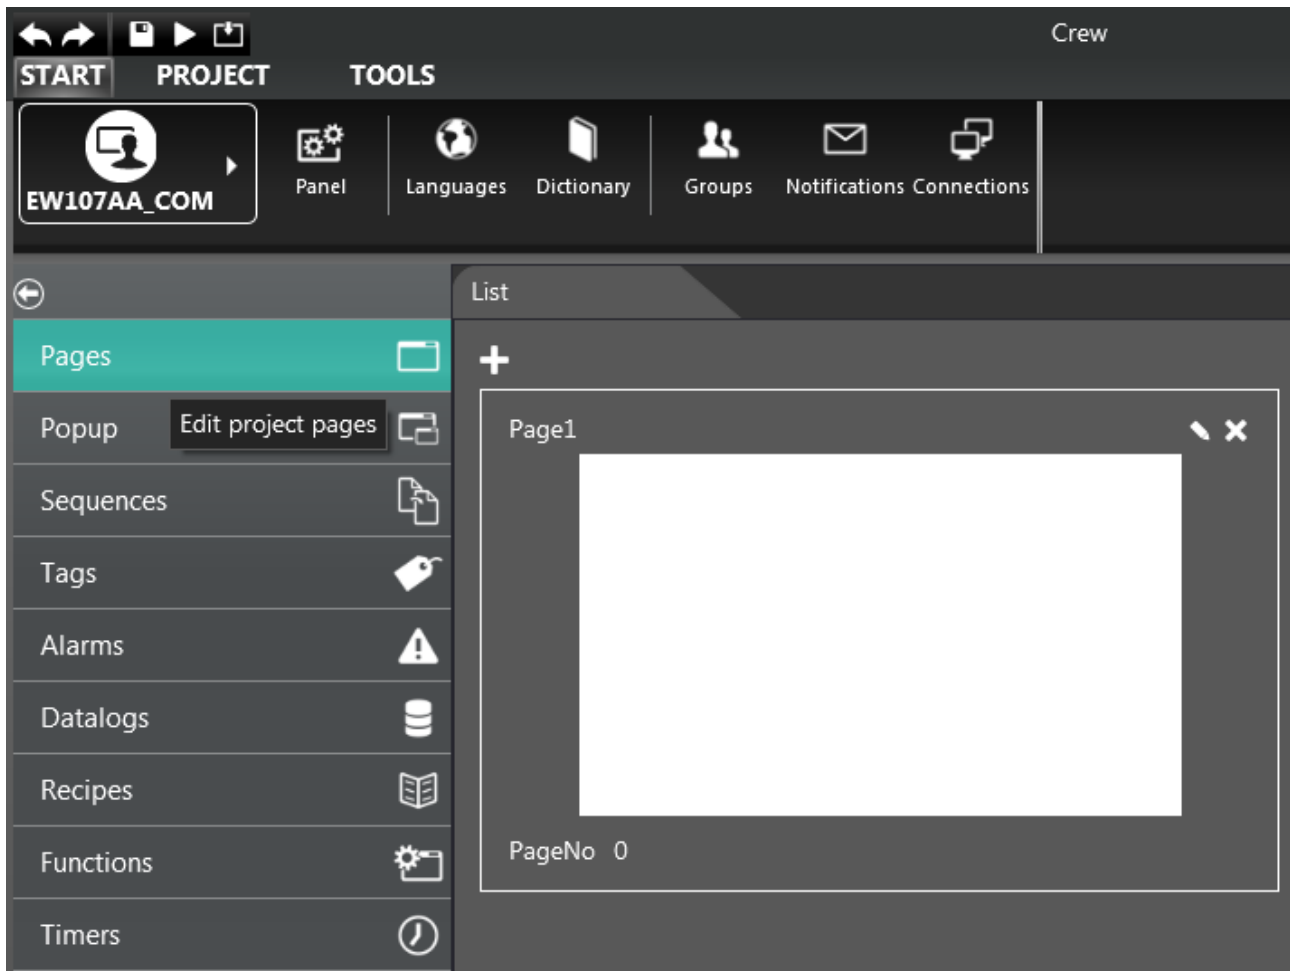 Crew
START PROJECT TOOLS
EW107AA_COM
Panel Languages Dictionary Groups Notifications Connections
List
Pages
Popup
Edit project pages
Page1
Sequences
Tags
Alarms
Datalogs
Recipes
PageNo 0
Functions
Timers